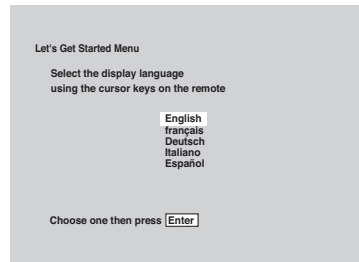 Let's Get Started Menu
Select the display language
using the cursor keys on the remote
English
français
Deutsch
Italiano
Español
Choose one then press Enter